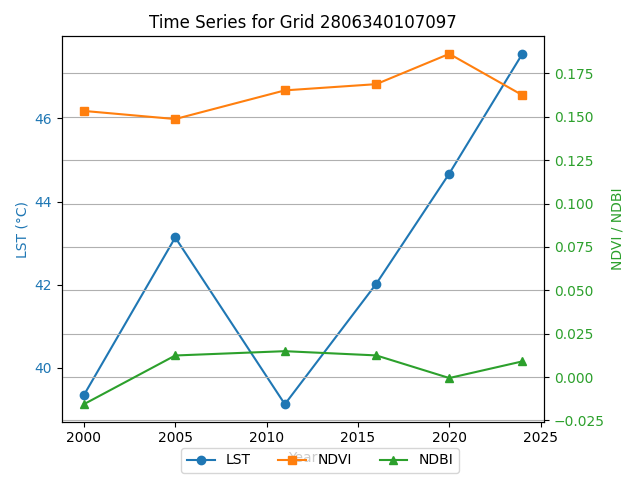 Time Series for Grid 2806340107097
LST (°C)
46
44
42
40
0.175
0.150
0.125
0.100
0.075
0.050
0.025
0.000
−0.025
NDVI / NDBI
2000 2005 2010 2015 2020 2025
Year
LST NDVI NDBI